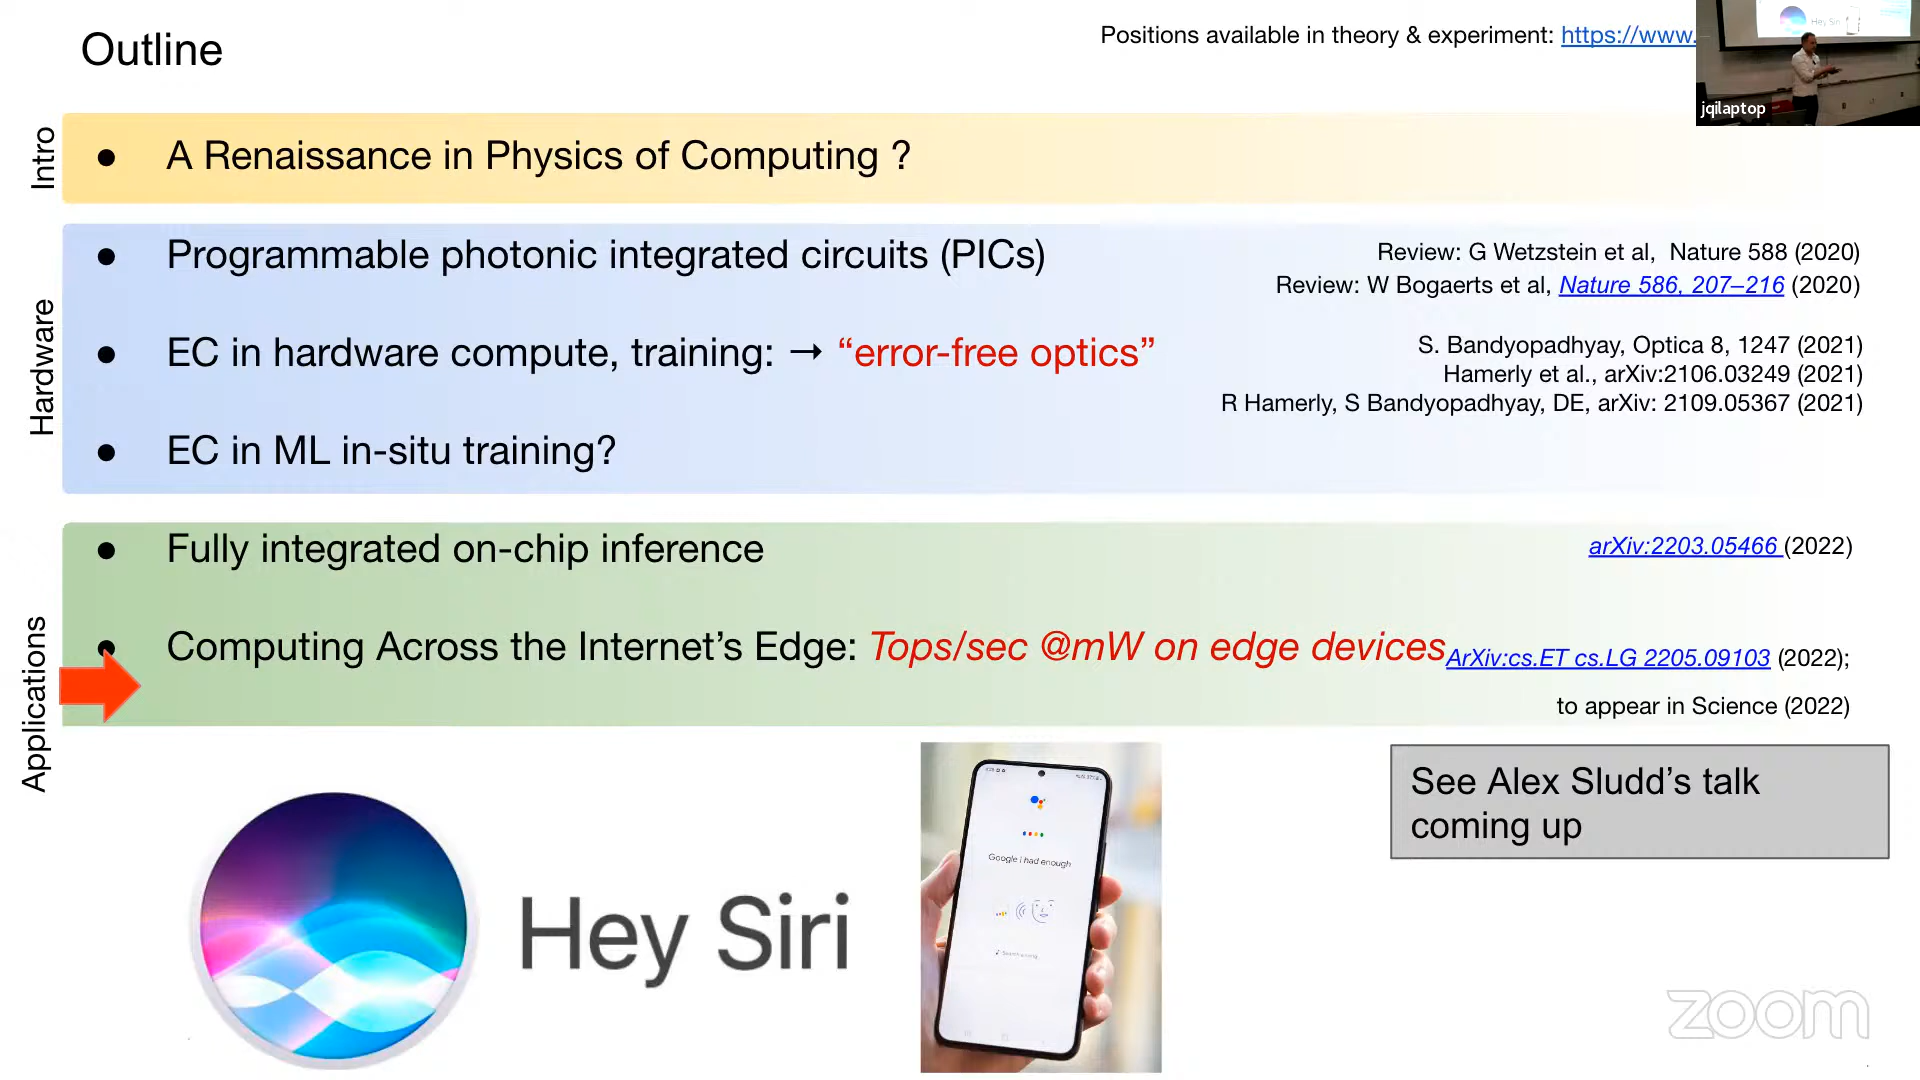 Outline
Positions available in theory & experiment: https://www.
Hey Siri
jqilaptop
Intro
● A Renaissance in Physics of Computing ?
Hardware
● Programmable photonic integrated circuits (PICs)
Review: G Wetzstein et al, Nature 588 (2020)
Review: W Bogaerts et al, Nature 586, 207–216 (2020)
● EC in hardware compute, training: → “error-free optics”
S. Bandyopadhyay, Optica 8, 1247 (2021)
Hamerly et al., arXiv:2106.03249 (2021)
R Hamerly, S Bandyopadhyay, DE, arXiv: 2109.05367 (2021)
● EC in ML in-situ training?
Applications
● Fully integrated on-chip inference
arXiv:2203.05466 (2022)
● Computing Across the Internet’s Edge: Tops/sec @mW on edge devices
ArXiv:cs.ET cs.LG 2205.09103 (2022);
to appear in Science (2022)
Hey Siri
Google I had enough
See Alex Sludd’s talk
coming up
zoom